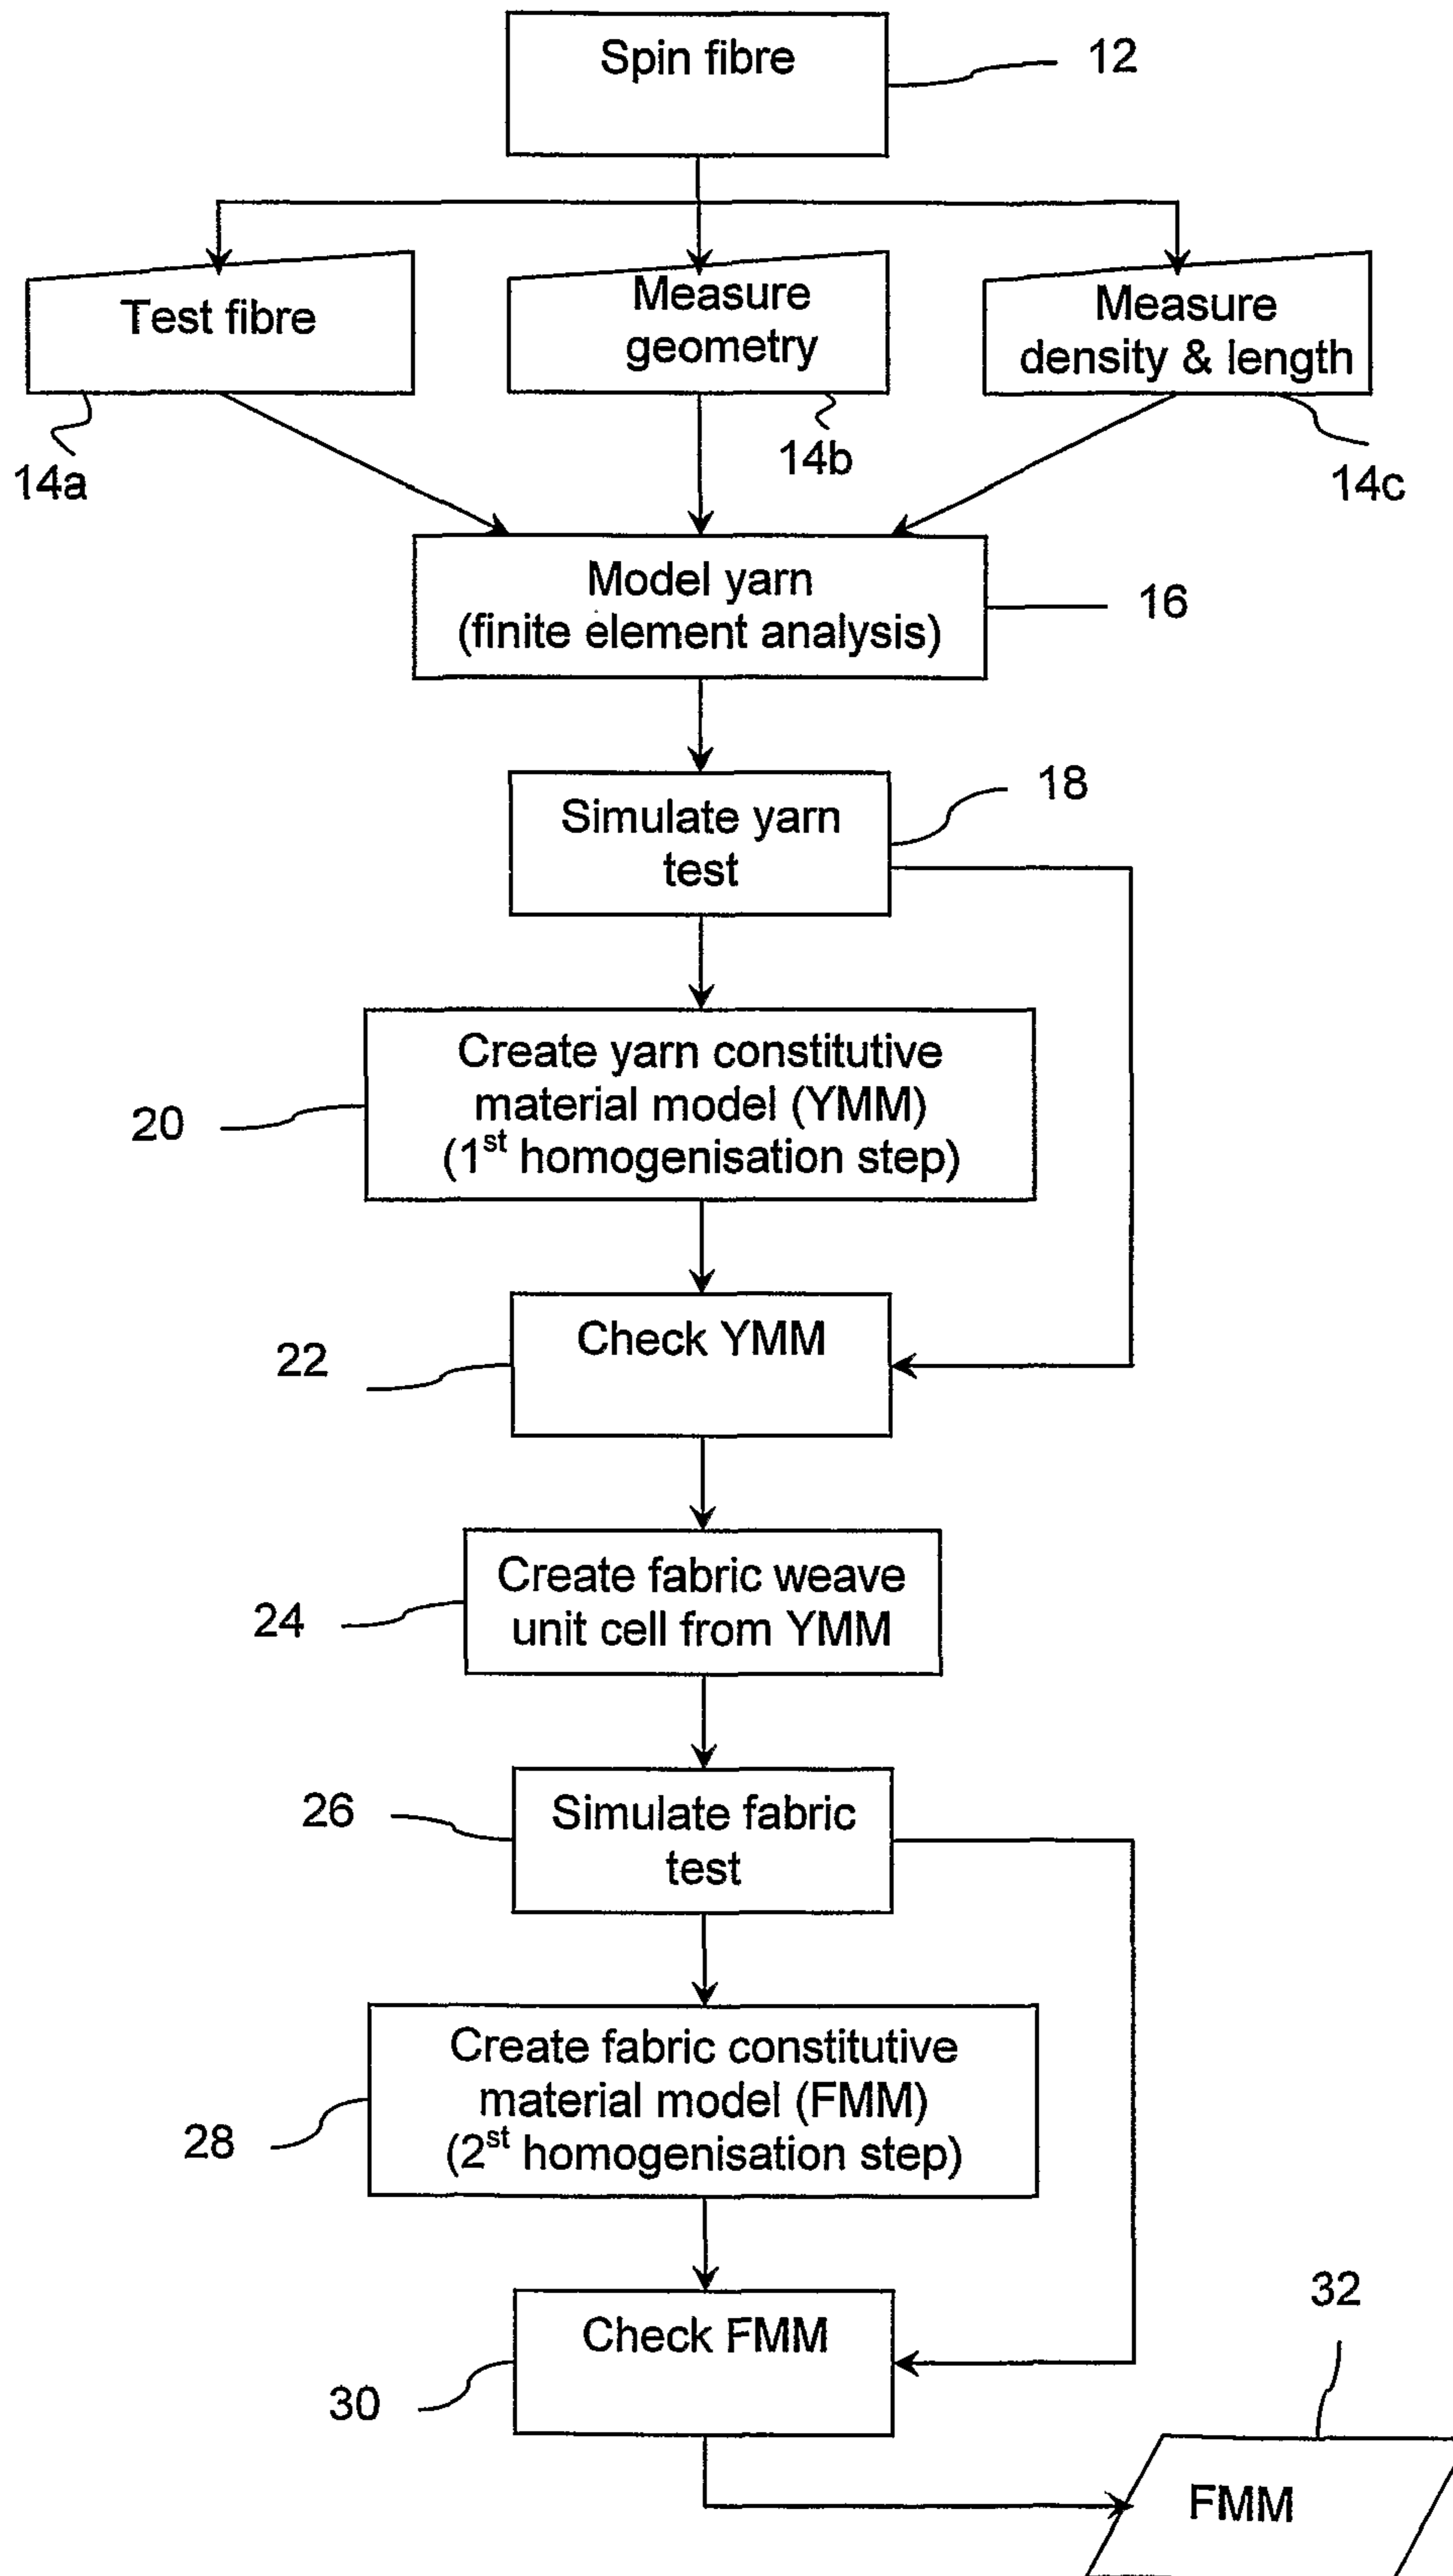 Spin fibre
12
Test fibre
Measure
geometry
Measure
density & length
14a
14b
14c
Model yarn
(finite element analysis)
16
Simulate yarn
test
18
Create yarn constitutive
material model (YMM)
(1st homogenisation step)
20
Check YMM
22
Create fabric weave
unit cell from YMM
24
Simulate fabric
test
26
Create fabric constitutive
material model (FMM)
(2st homogenisation step)
28
Check FMM
30
32
FMM